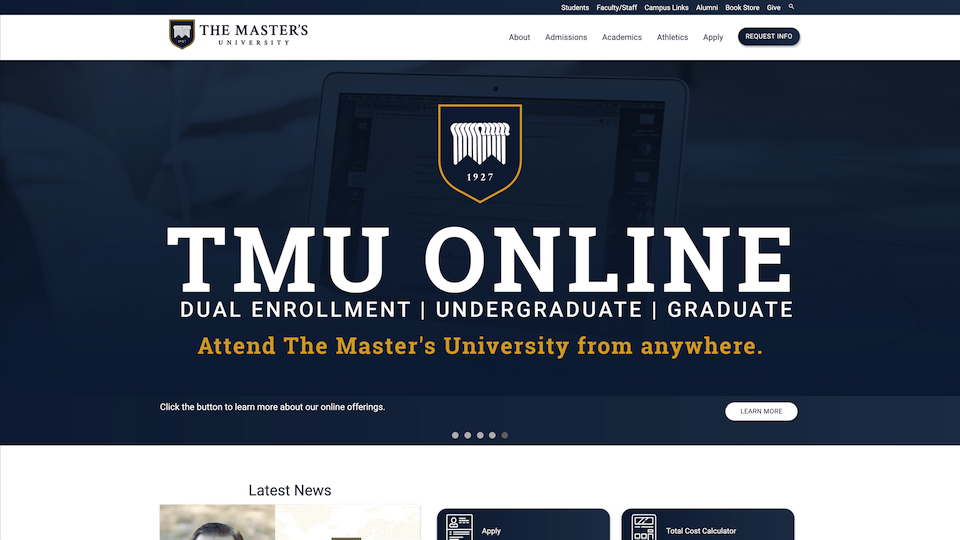 Students Faculty/Staff Campus Links Alumni Book Store Give
THE MASTER'S
UNIVERSITY
About Admissions Academics Athletics Apply REQUEST INFO
1927
TMU ONLINE
DUAL ENROLLMENT | UNDERGRADUATE | GRADUATE
Attend The Master's University from anywhere.
Click the button to learn more about our online offerings.
LEARN MORE
Latest News
Apply
Total Cost Calculator